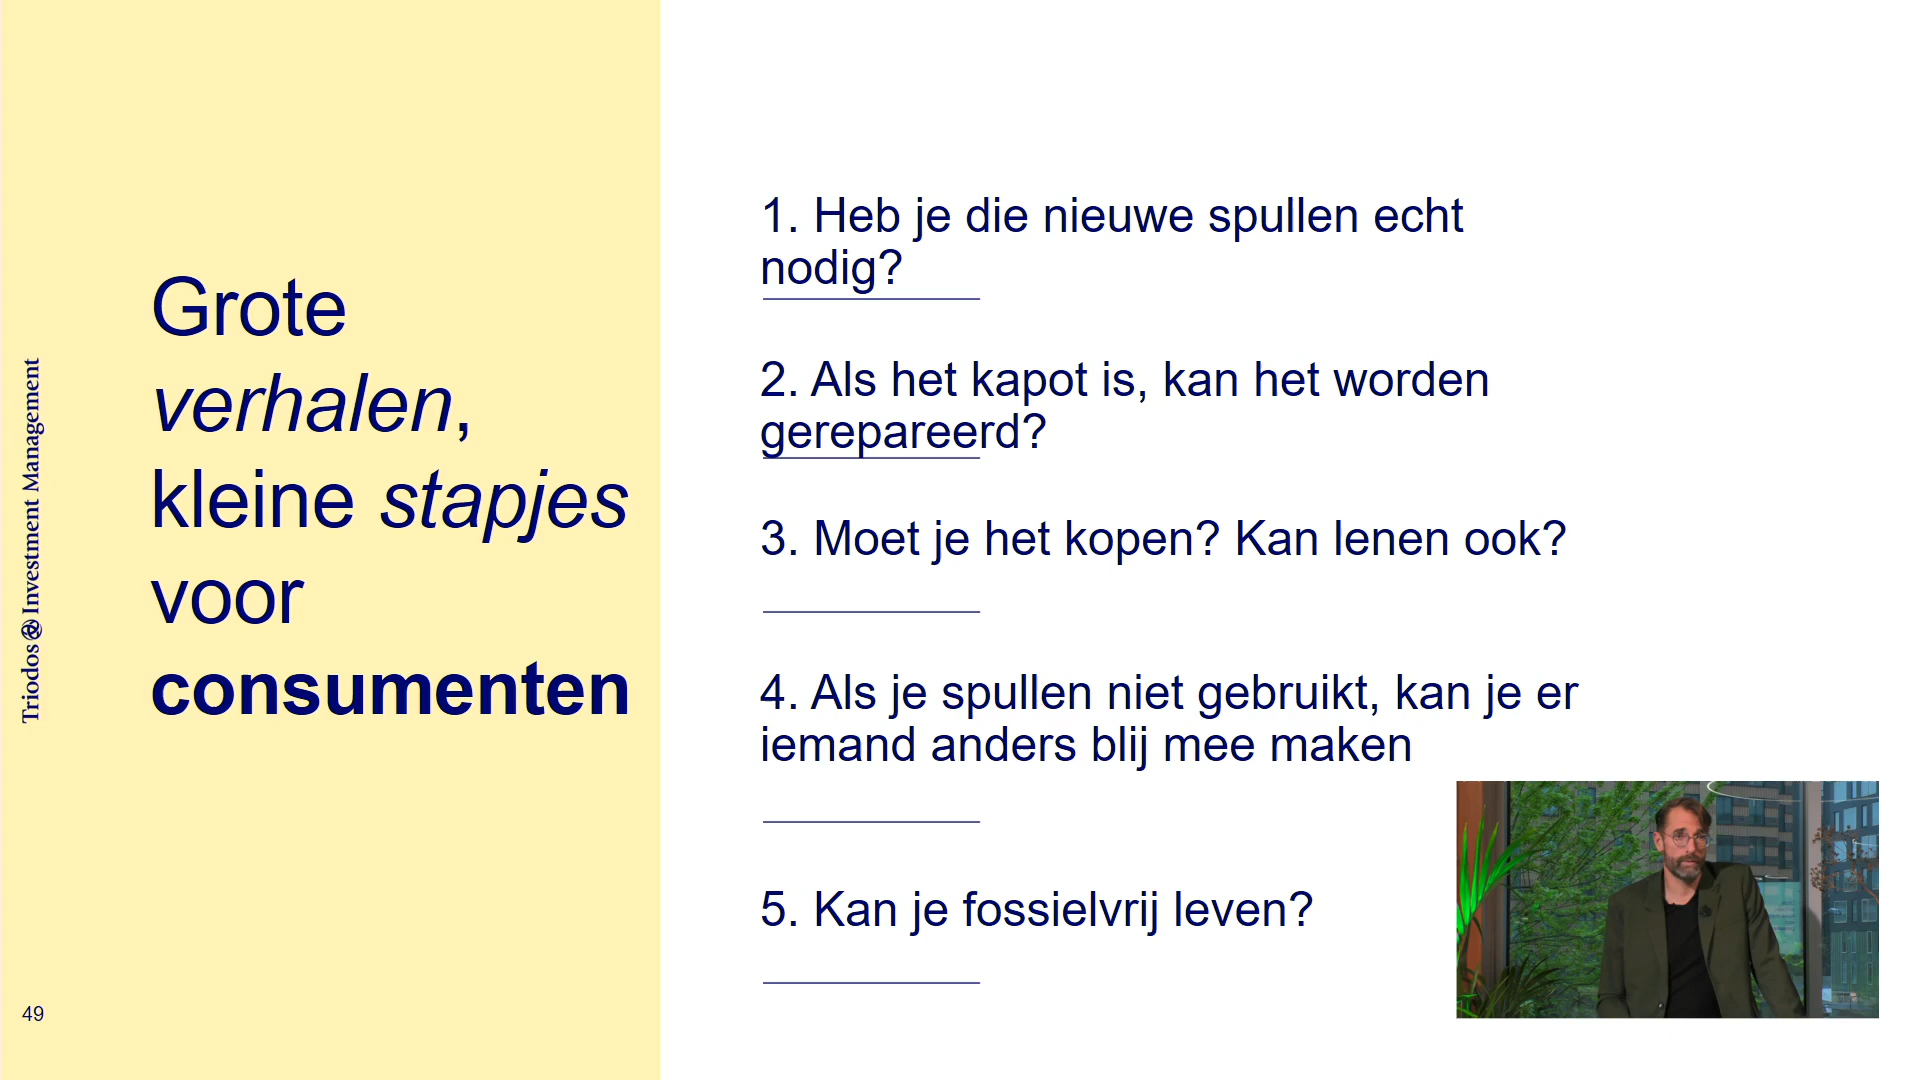 Triodos Investment Management
Grote
verhalen,
kleine stapjes
voor
consumenten
49
1. Heb je die nieuwe spullen echt
nodig?
2. Als het kapot is, kan het worden
gerepareerd?
3. Moet je het kopen? Kan lenen ook?
4. Als je spullen niet gebruikt, kan je er
iemand anders blij mee maken
5. Kan je fossielvrij leven?